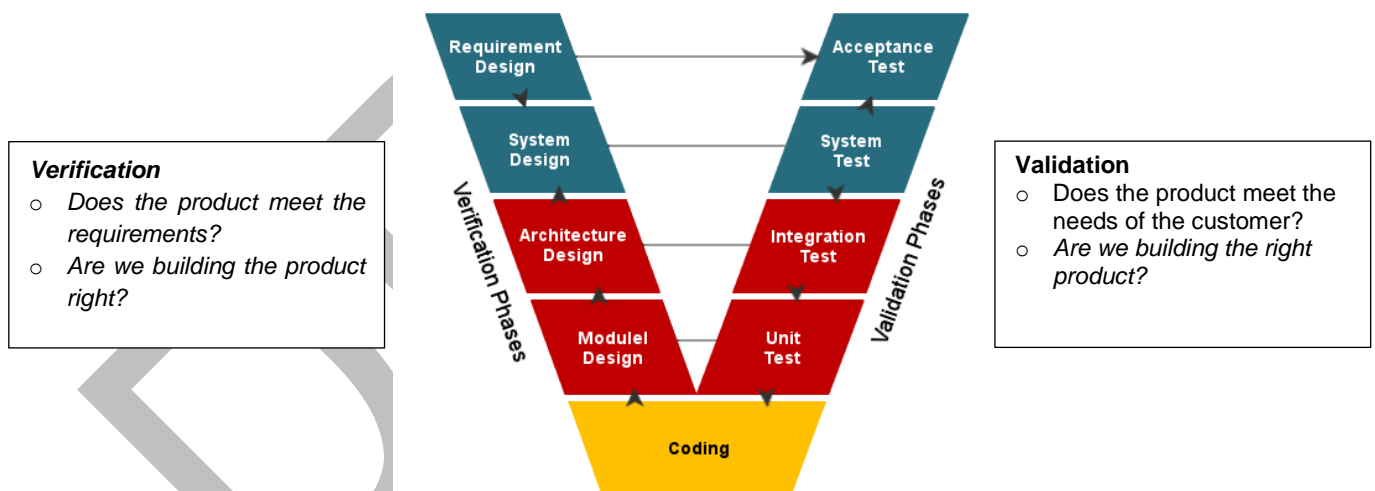 Verification
o Does the product meet the
requirements?
o Are we building the product
right?
Requirement
Design
System
Design
Architecture
Design
Modulel
Design
Coding
Acceptance
Test
System
Test
Integration
Test
Unit
Test
Verification Phases
Validation Phases
Validation
o Does the product meet the
needs of the customer?
o Are we building the right
product?